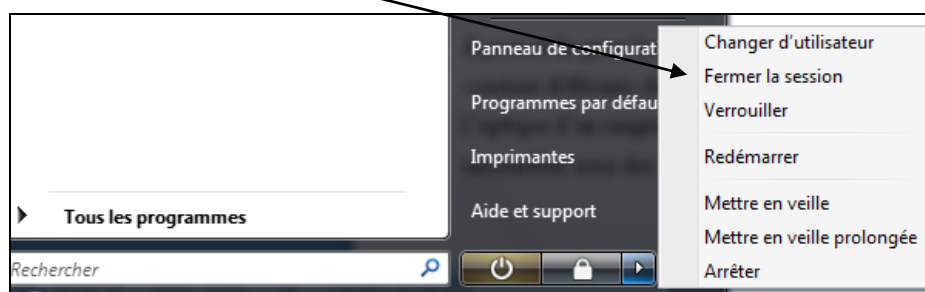 Panneau de configurat
Programmes par défau
Imprimantes
Aide et support
Tous les programmes
Rechercher
Changer d'utilisateur
Fermer la session
Verrouiller
Redémarrer
Mettre en veille
Mettre en veille prolongée
Arrêter